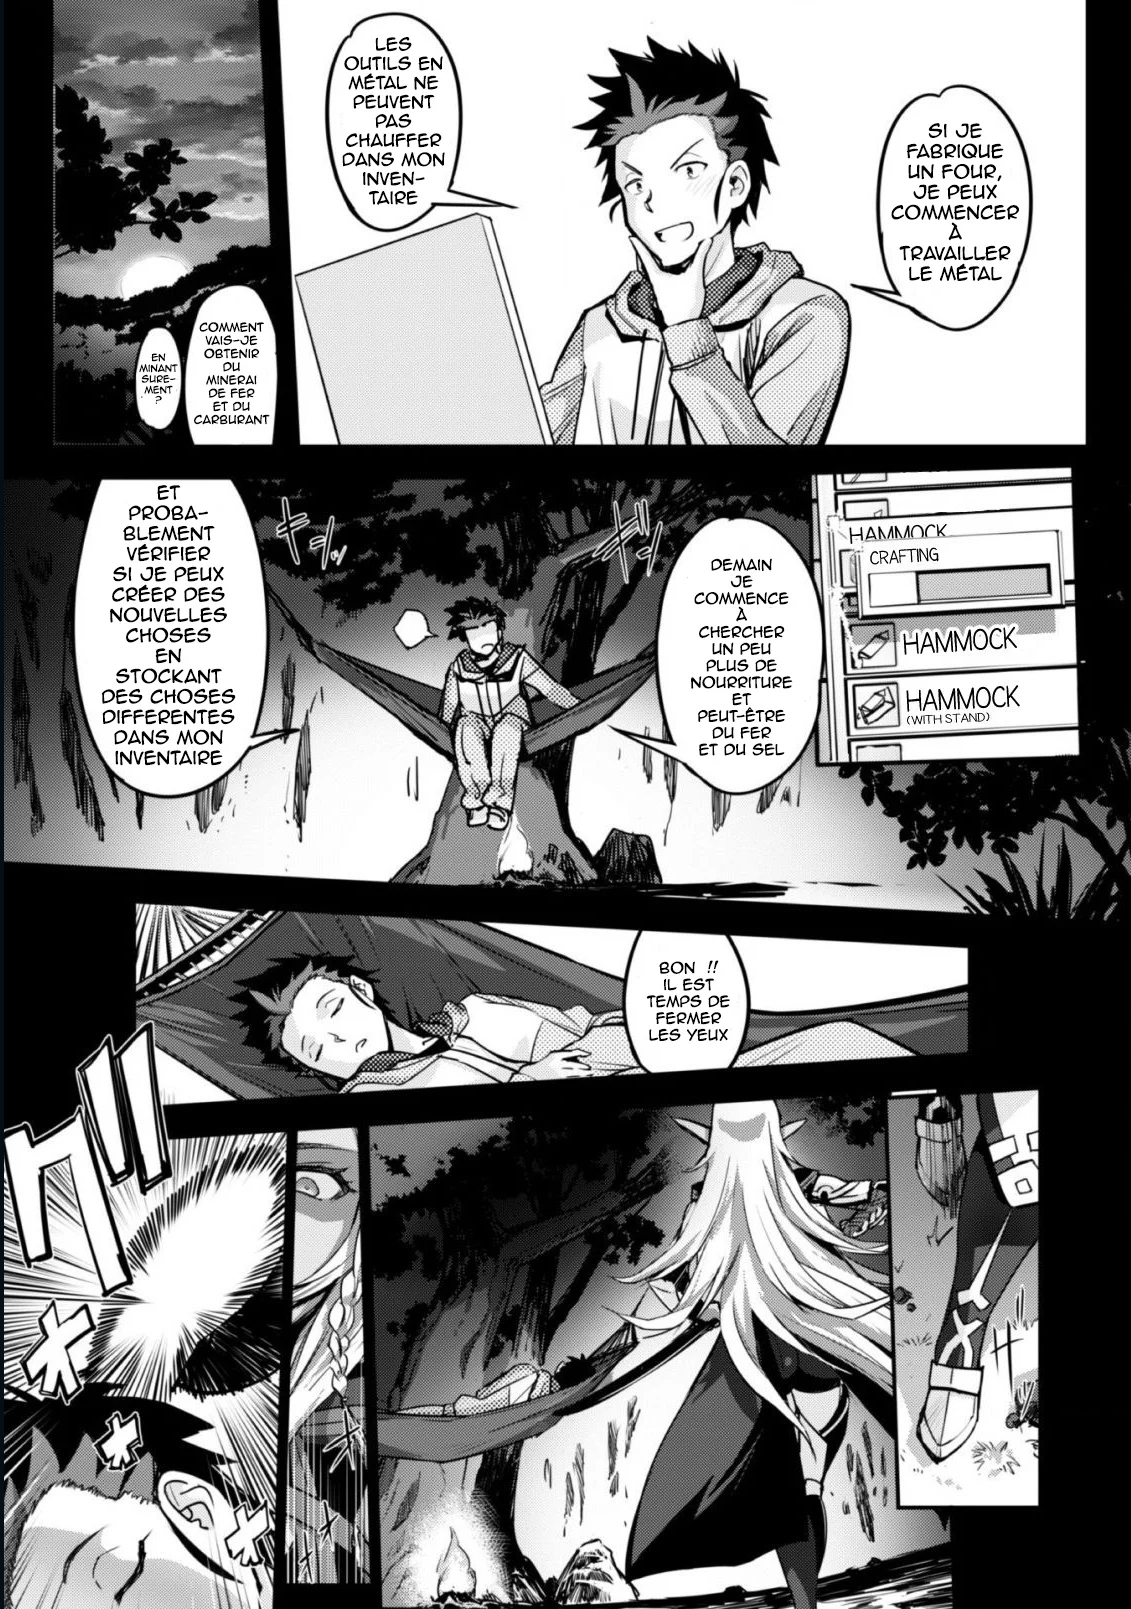 SI JE
FABRIQUE
UN FOUR,
JE PEUX
COMMENCER
À
TRAVAILLER
LE MÉTAL
LES
OUTILS EN
MÉTAL NE
PEUVENT
PAS
CHAUFFER
DANS MON
INVEN-
TAIRE
COMMENT
VAIS-JE
OBTENIR
DU
MINERAI
DE FER
ET DU
CARBURANT
EN
MINANT
SURE-
MENT
?
HAMMOCK
CRAFTING
HAMMOCK
HAMMOCK
(WITH STAND)
DEMAIN
JE
COMMENCE
À
CHERCHER
UN PEU
PLUS DE
NOURRITURE
ET
PEUT-ÊTRE
DU FER
ET DU SEL
ギシ
ギッ
ET
PROBA-
BLEMENT
VÉRIFIER
SI JE PEUX
CRÉER DES
NOUVELLES
CHOSES
EN
STOCKANT
DES CHOSES
DIFFERENTES
DANS MON
INVENTAIRE
BON !!
IL EST
TEMPS DE
FERMER
LES YEUX